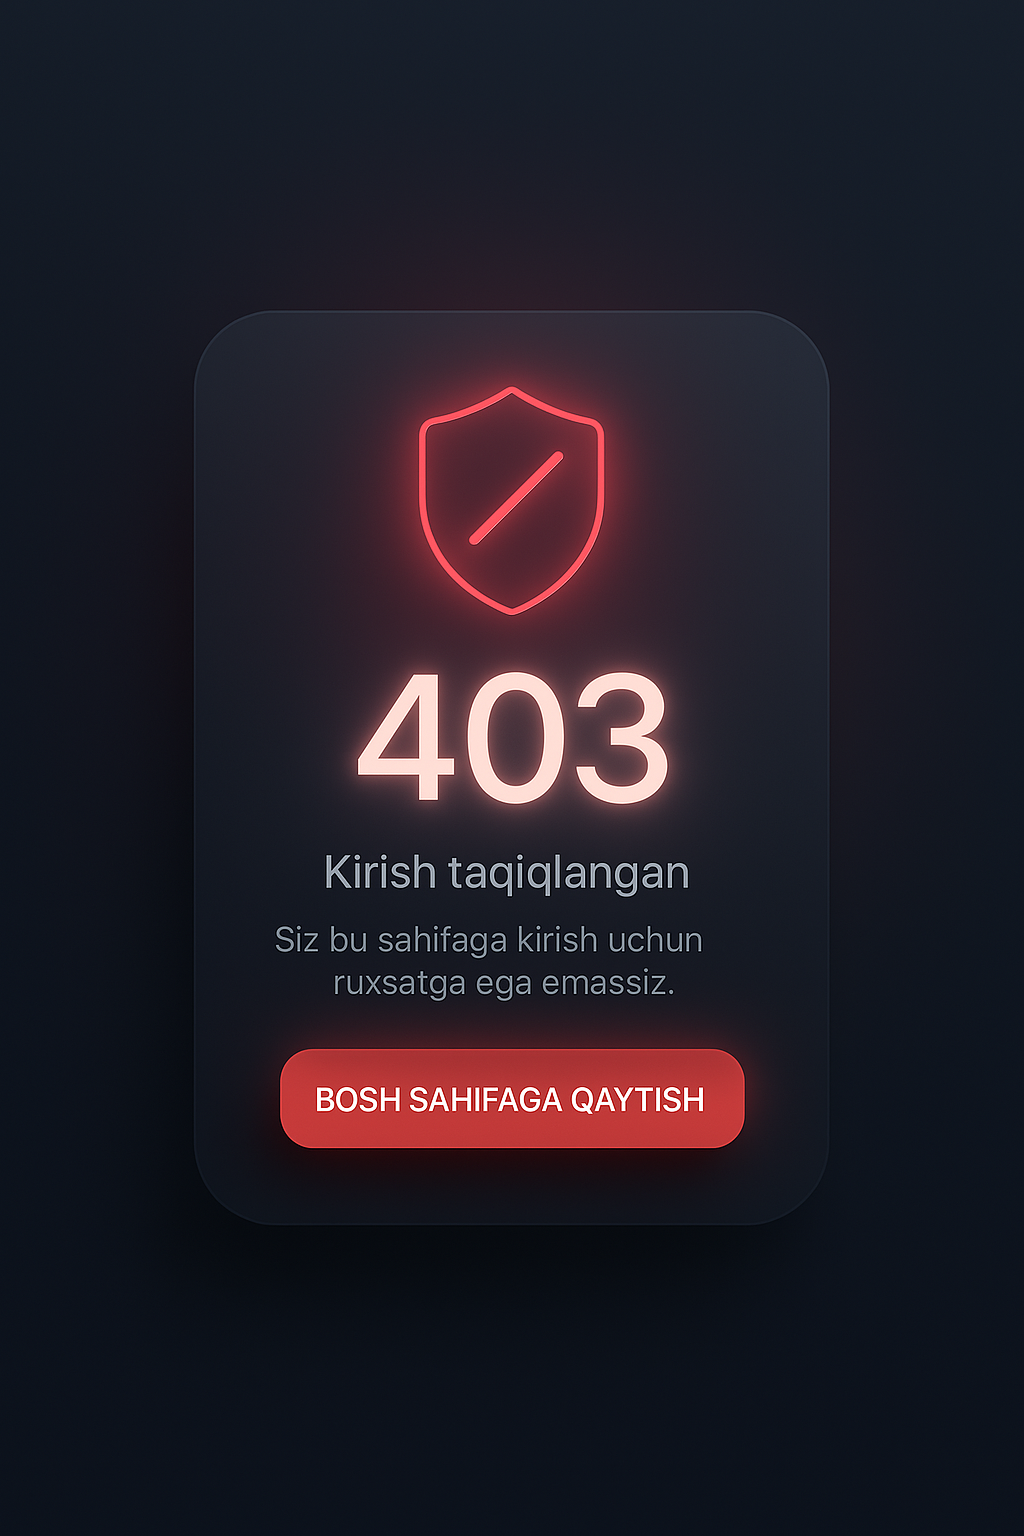 403
Kirish taqiqlangan
Siz bu sahifaga kirish uchun
ruxsatga ega emassiz.
BOSH SAHIFAGA QAYTISH